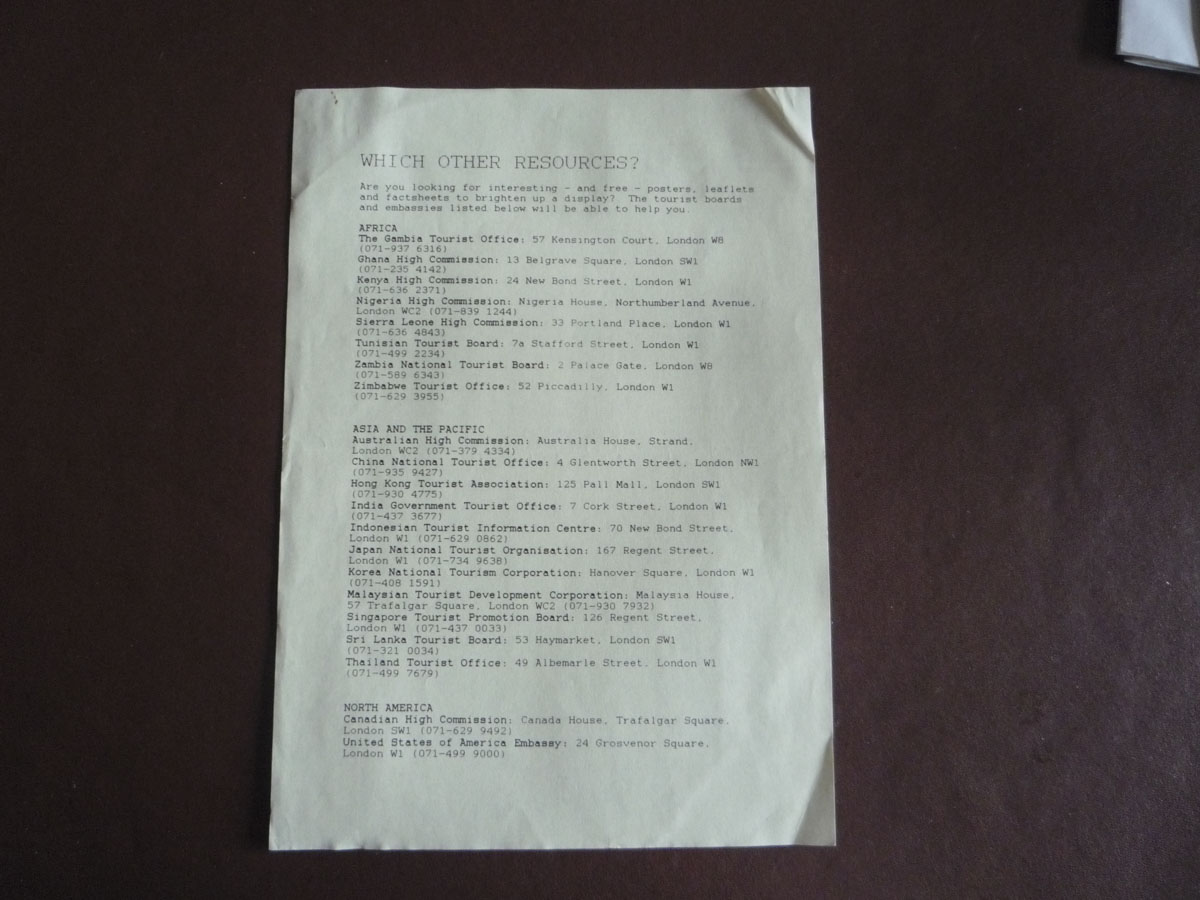 WHICH OTHER RESOURCES?
Are you looking for interesting - and free - posters, leaflets
and factsheets to brighten up a display? The tourist boards
and embassies listed below will be able to help you.
AFRICA
The Gambia Tourist Office: 57 Kensington Court, London W8
(071-937 6316)
Ghana High Commission: 13 Belgrave Square, London SW1
(071-235 4142)
Kenya High Commission: 24 New Bond Street, London W1
(071-636 2371)
Nigeria High Commission: Nigeria House, Northumberland Avenue,
London WC2 (071-839 1244)
Sierra Leone High Commission: 33 Portland Place, London W1
(071-636 4843)
Tunisian Tourist Board: 7a Stafford Street, London W1
(071-499 2234)
Zambia National Tourist Board: 2 Palace Gate, London W8
(071-589 6343)
Zimbabwe Tourist Office: 52 Piccadilly, London W1
(071-629 3955)
ASIA AND THE PACIFIC
Australian High Commission: Australia House, Strand,
London WC2 (071-379 4334)
China National Tourist Office: 4 Glentworth Street, London NW1
(071-935 9427)
Hong Kong Tourist Association: 125 Pall Mall, London SW1
(071-930 4775)
India Government Tourist Office: 7 Cork Street, London W1
(071-437 3677)
Indonesian Tourist Information Centre: 70 New Bond Street,
London W1 (071-629 0862)
Japan National Tourist Organisation: 167 Regent Street,
London W1 (071-734 9638)
Korea National Tourism Corporation: Hanover Square, London W1
(071-408 1591)
Malaysian Tourist Development Corporation: Malaysia House,
57 Trafalgar Square, London WC2 (071-930 7932)
Singapore Tourist Promotion Board: 126 Regent Street,
London W1 (071-437 0033)
Sri Lanka Tourist Board: 53 Haymarket, London SW1
(071-321 0034)
Thailand Tourist Office: 49 Albemarle Street, London W1
(071-499 7679)
NORTH AMERICA
Canadian High Commission: Canada House, Trafalgar Square,
London SW1 (071-629 9492)
United States of America Embassy: 24 Grosvenor Square,
London W1 (071-499 9000)